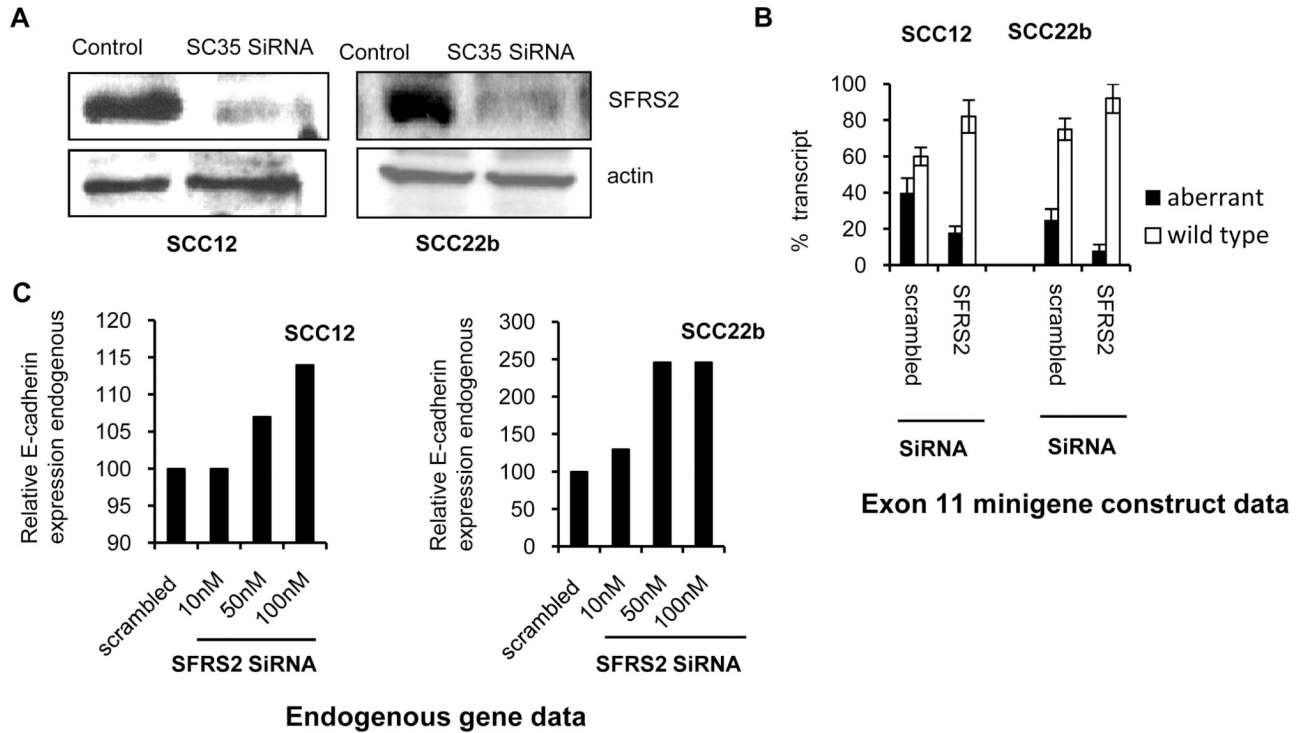 A
Control SC35 SiRNA
Control SC35 SiRNA
SFRS2
actin
SCC12
SCC22b
B
SCC12 SCC22b
% transcript
100
80
60
40
20
0
aberrant
wild type
scrambled
SFRS2
scrambled
SFRS2
SiRNA
SiRNA
Exon 11 minigene construct data
C
Relative E-cadherin
expression endogenous
120
115
110
105
100
95
90
SCC12
scrambled
10nM
50nM
100nM
SFRS2 SiRNA
Relative E-cadherin
expression endogenous
300
250
200
150
100
50
0
SCC22b
scrambled
10nM
50nM
100nM
SFRS2 SiRNA
Endogenous gene data